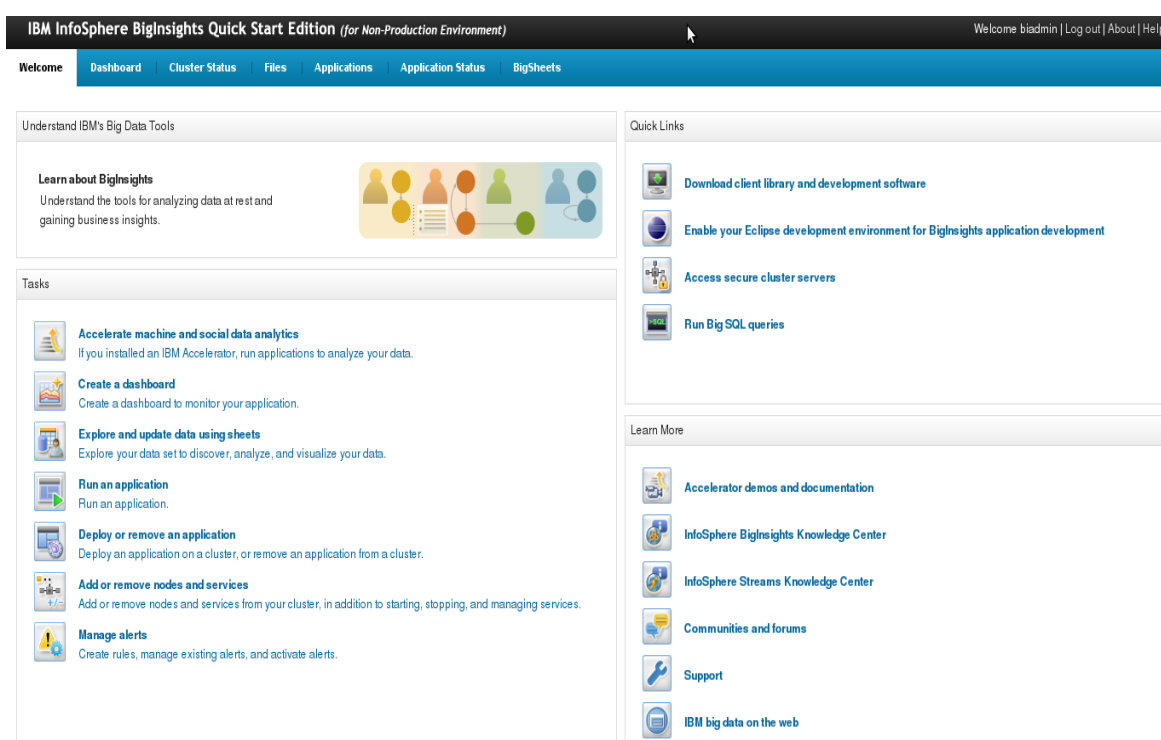 IBM InfoSphere BigInsights Quick Start Edition (for Non-Production Environment)
Welcome biadmin | Log out | About | Help
Welcome Dashboard Cluster Status Files Applications Application Status BigSheets
Understand IBM's Big Data Tools
Learn about BigInsights
Understand the tools for analyzing data at rest and
gaining business insights.
Tasks
Accelerate machine and social data analytics
If you installed an IBM Accelerator, run applications to analyze your data.
Create a dashboard
Create a dashboard to monitor your application.
Explore and update data using sheets
Explore your data set to discover, analyze, and visualize your data.
Run an application
Run an application.
Deploy or remove an application
Deploy an application on a cluster, or remove an application from a cluster.
Add or remove nodes and services
Add or remove nodes and services from your cluster, in addition to starting, stopping, and managing services.
Manage alerts
Create rules, manage existing alerts, and activate alerts.
Quick Links
Download client library and development software
Enable your Eclipse development environment for BigInsights application development
Access secure cluster servers
>SQL
Run Big SQL queries
Learn More
Accelerator demos and documentation
InfoSphere BigInsights Knowledge Center
InfoSphere Streams Knowledge Center
Communities and forums
Support
IBM big data on the web